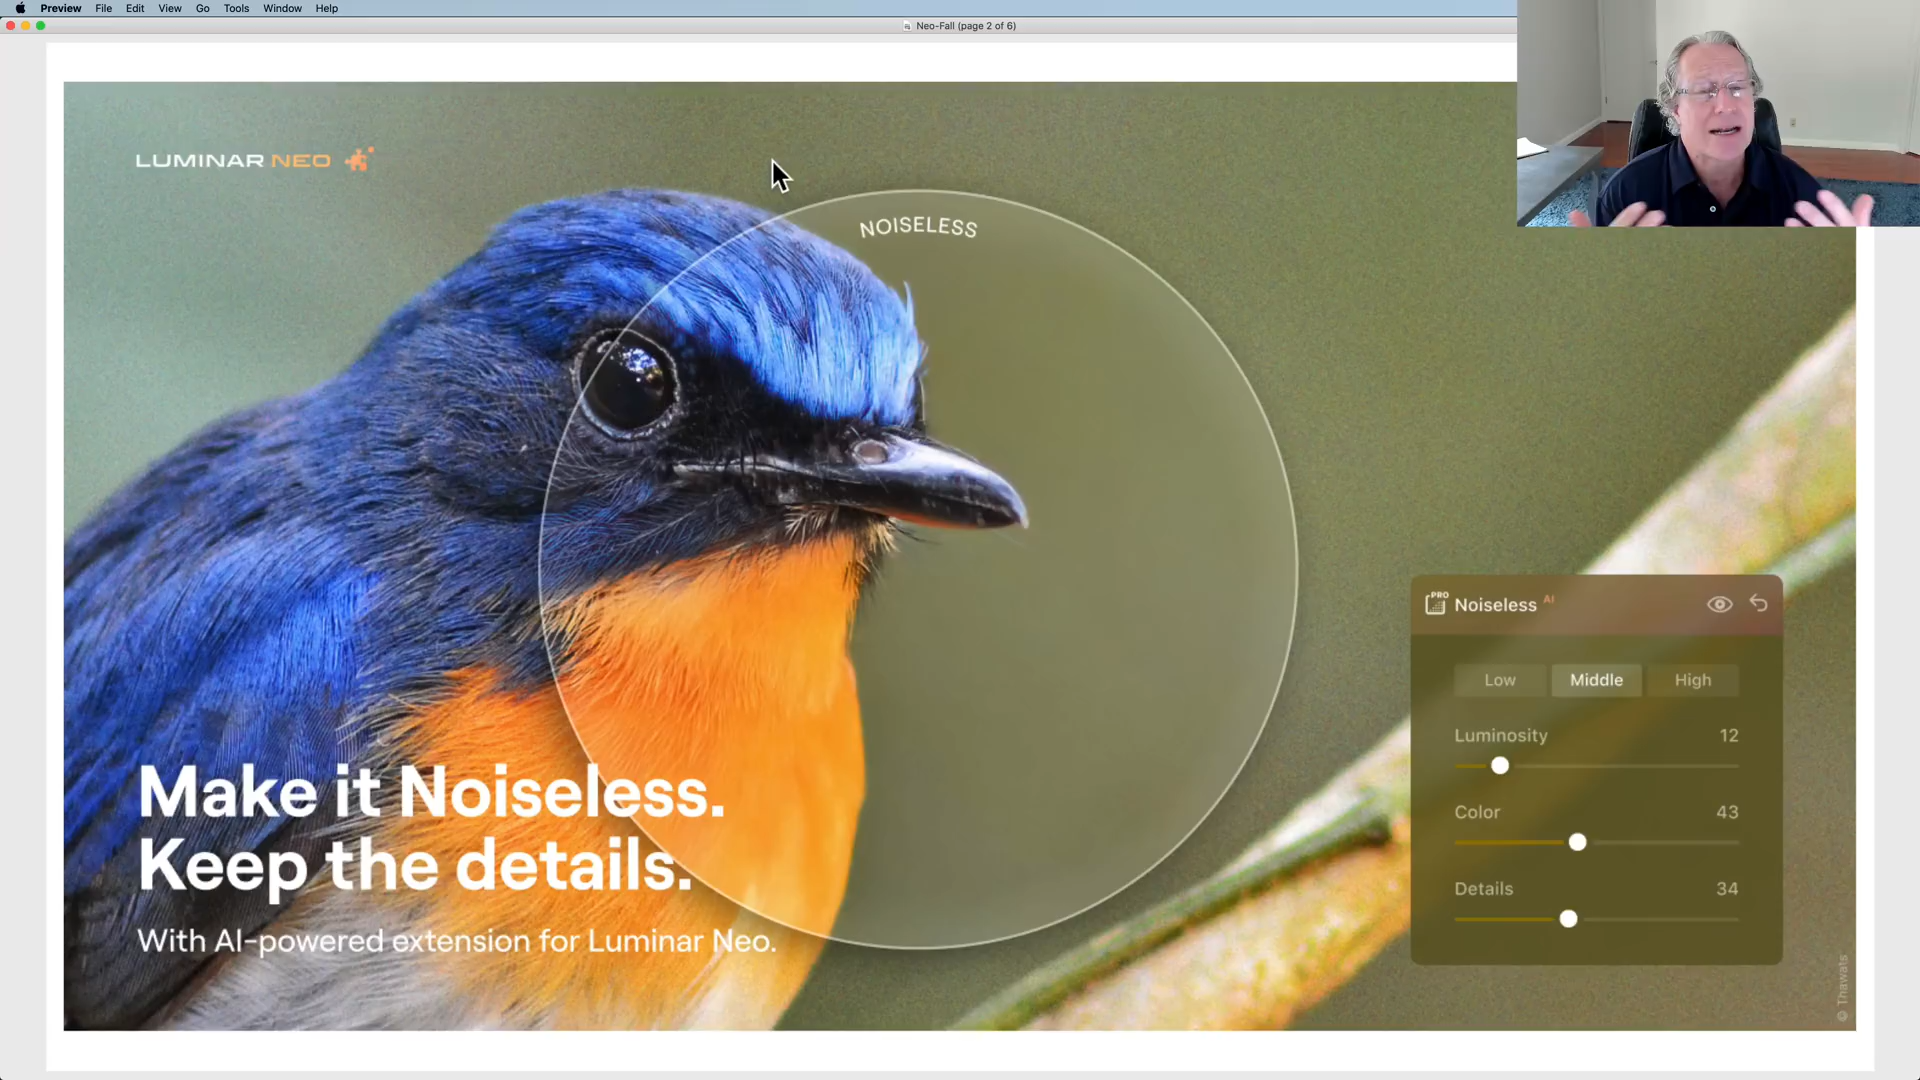 Preview File Edit View Go Tools Window Help
Neo-Fall (page 2 of 6)
LUMINAR NEO
NOISELESS
Make it Noiseless.
Keep the details.
With AI-powered extension for Luminar Neo.
PRO Noiseless AI
Low Middle High
Luminosity 12
Color 43
Details 34
© Thawats